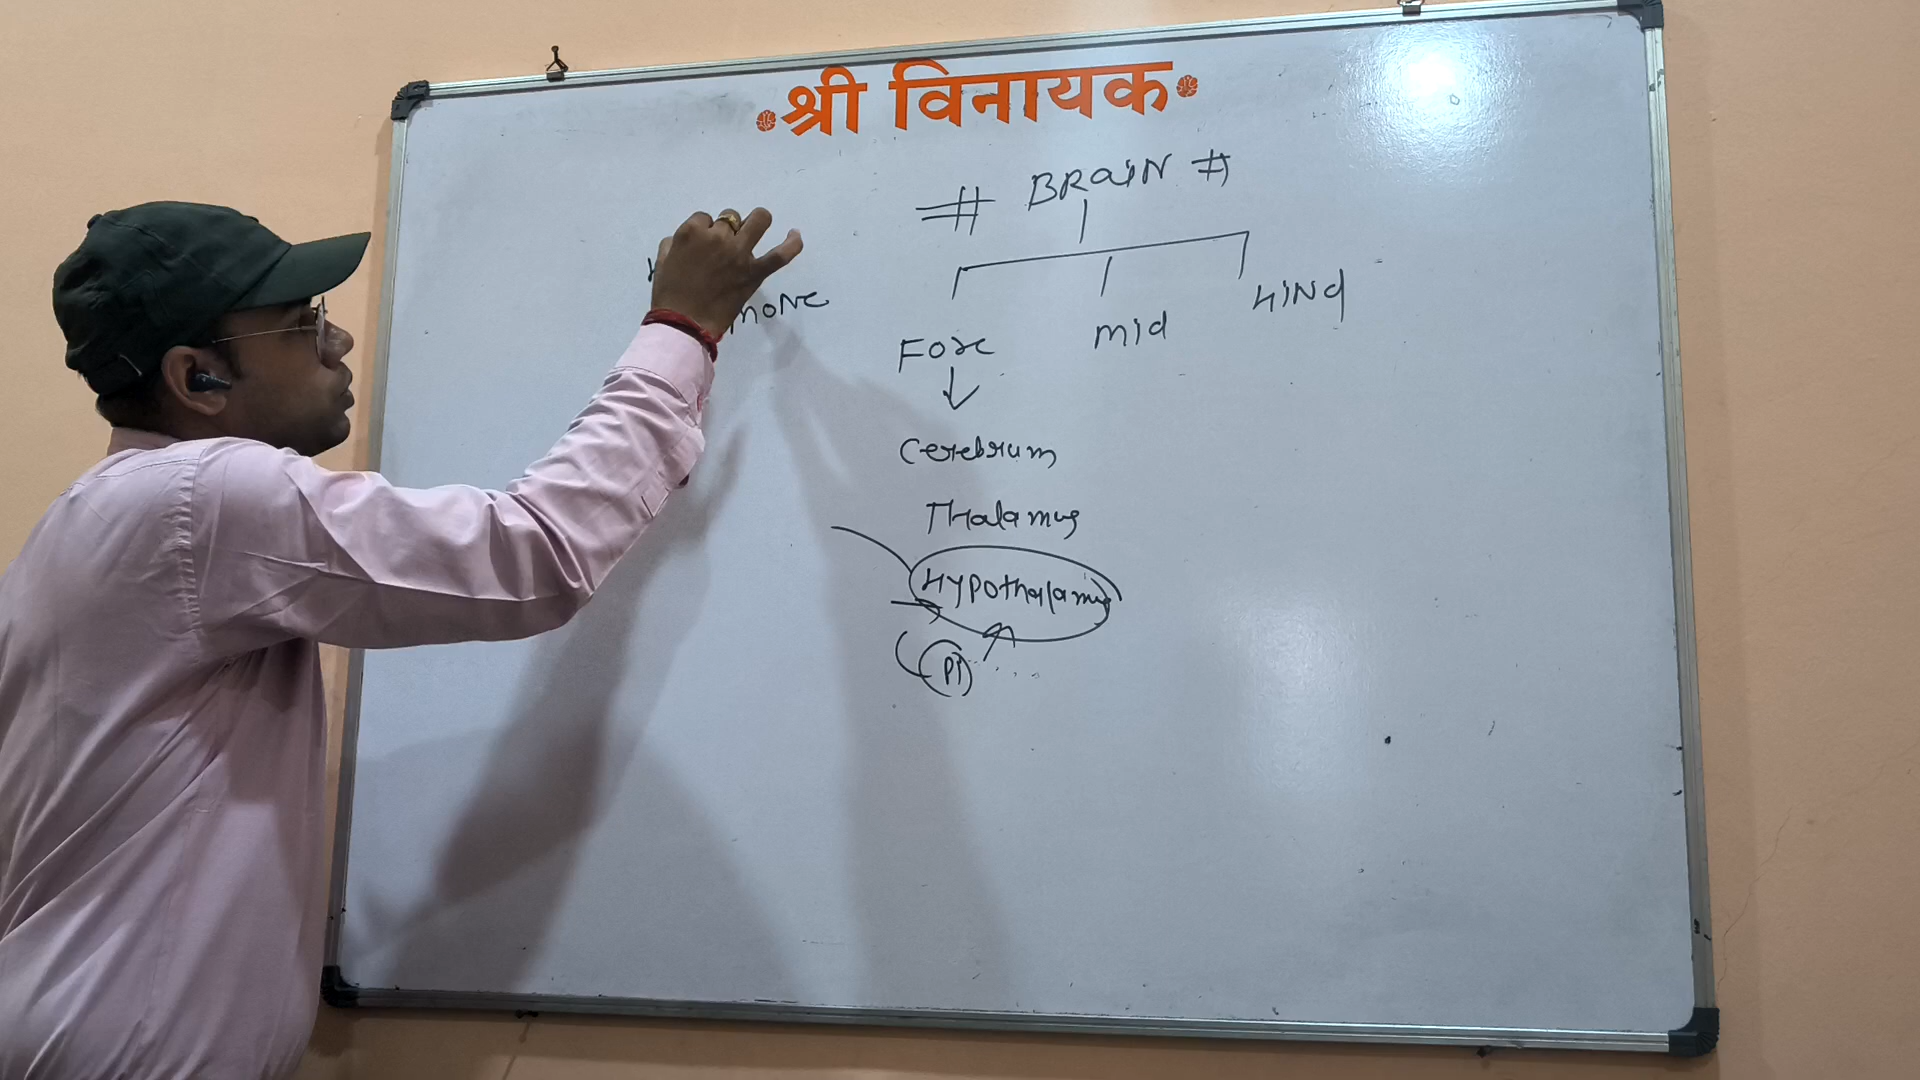 श्री विनायक
# BRaiN #
Fore mid HiNd
Cerebrum
Thalamus
Hypothalamus
Pi